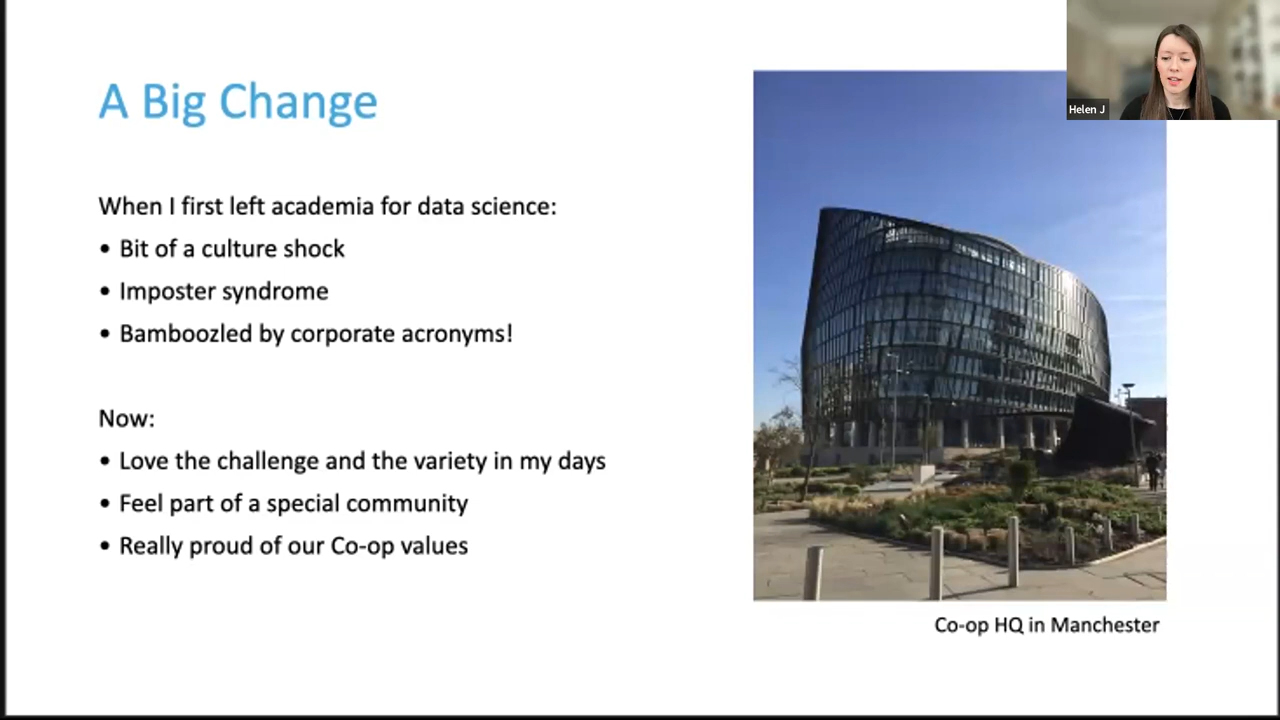 A Big Change
When I first left academia for data science:
• Bit of a culture shock
• Imposter syndrome
• Bamboozled by corporate acronyms!
Now:
• Love the challenge and the variety in my days
• Feel part of a special community
• Really proud of our Co-op values
Co-op HQ in Manchester
Helen J